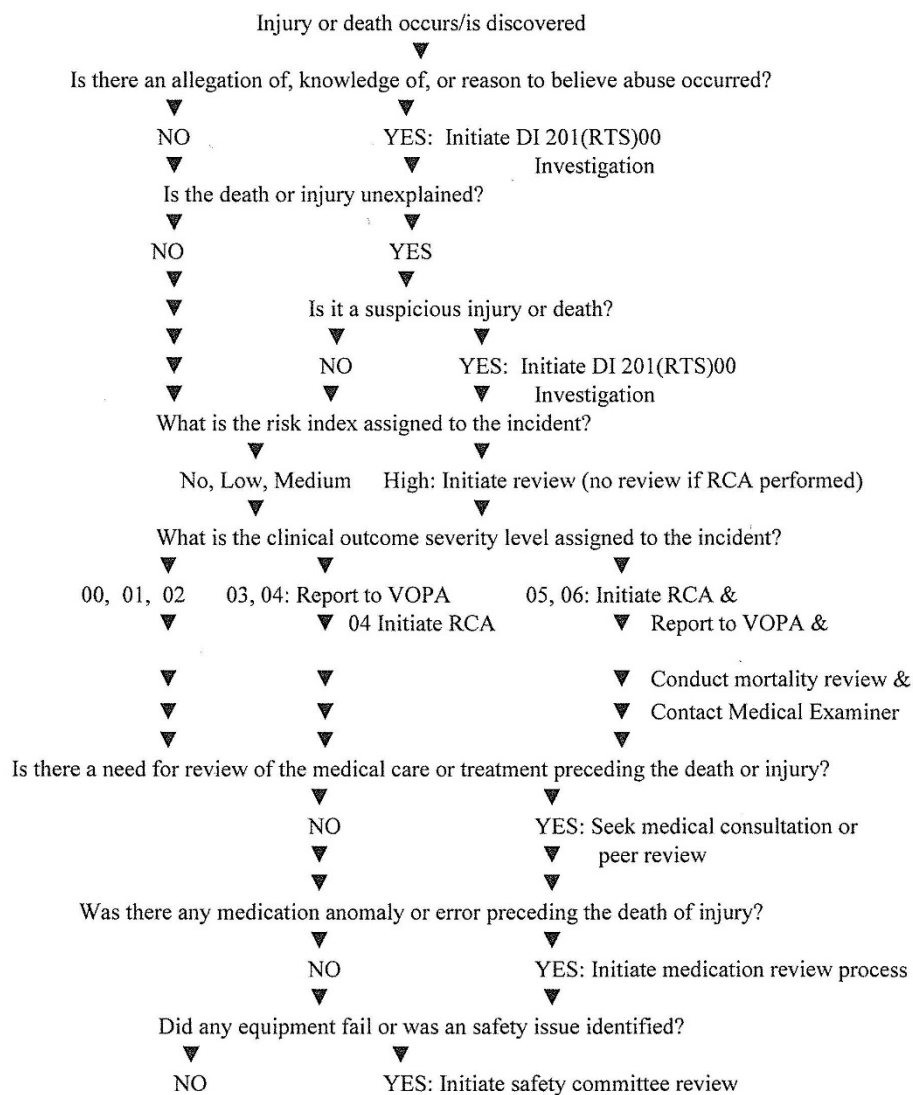 Injury or death occurs/is discovered
Is there an allegation of, knowledge of, or reason to believe abuse occurred?
NO YES: Initiate DI 201(RTS)00
Investigation
Is the death or injury unexplained?
NO YES
Is it a suspicious injury or death?
NO YES: Initiate DI 201(RTS)00
Investigation
What is the risk index assigned to the incident?
No, Low, Medium High: Initiate review (no review if RCA performed)
What is the clinical outcome severity level assigned to the incident?
00, 01, 02 03, 04: Report to VOPA 05, 06: Initiate RCA &
04 Initiate RCA Report to VOPA &
Conduct mortality review &
Contact Medical Examiner
Is there a need for review of the medical care or treatment preceding the death or injury?
NO YES: Seek medical consultation or
peer review
Was there any medication anomaly or error preceding the death of injury?
NO YES: Initiate medication review process
Did any equipment fail or was an safety issue identified?
NO YES: Initiate safety committee review